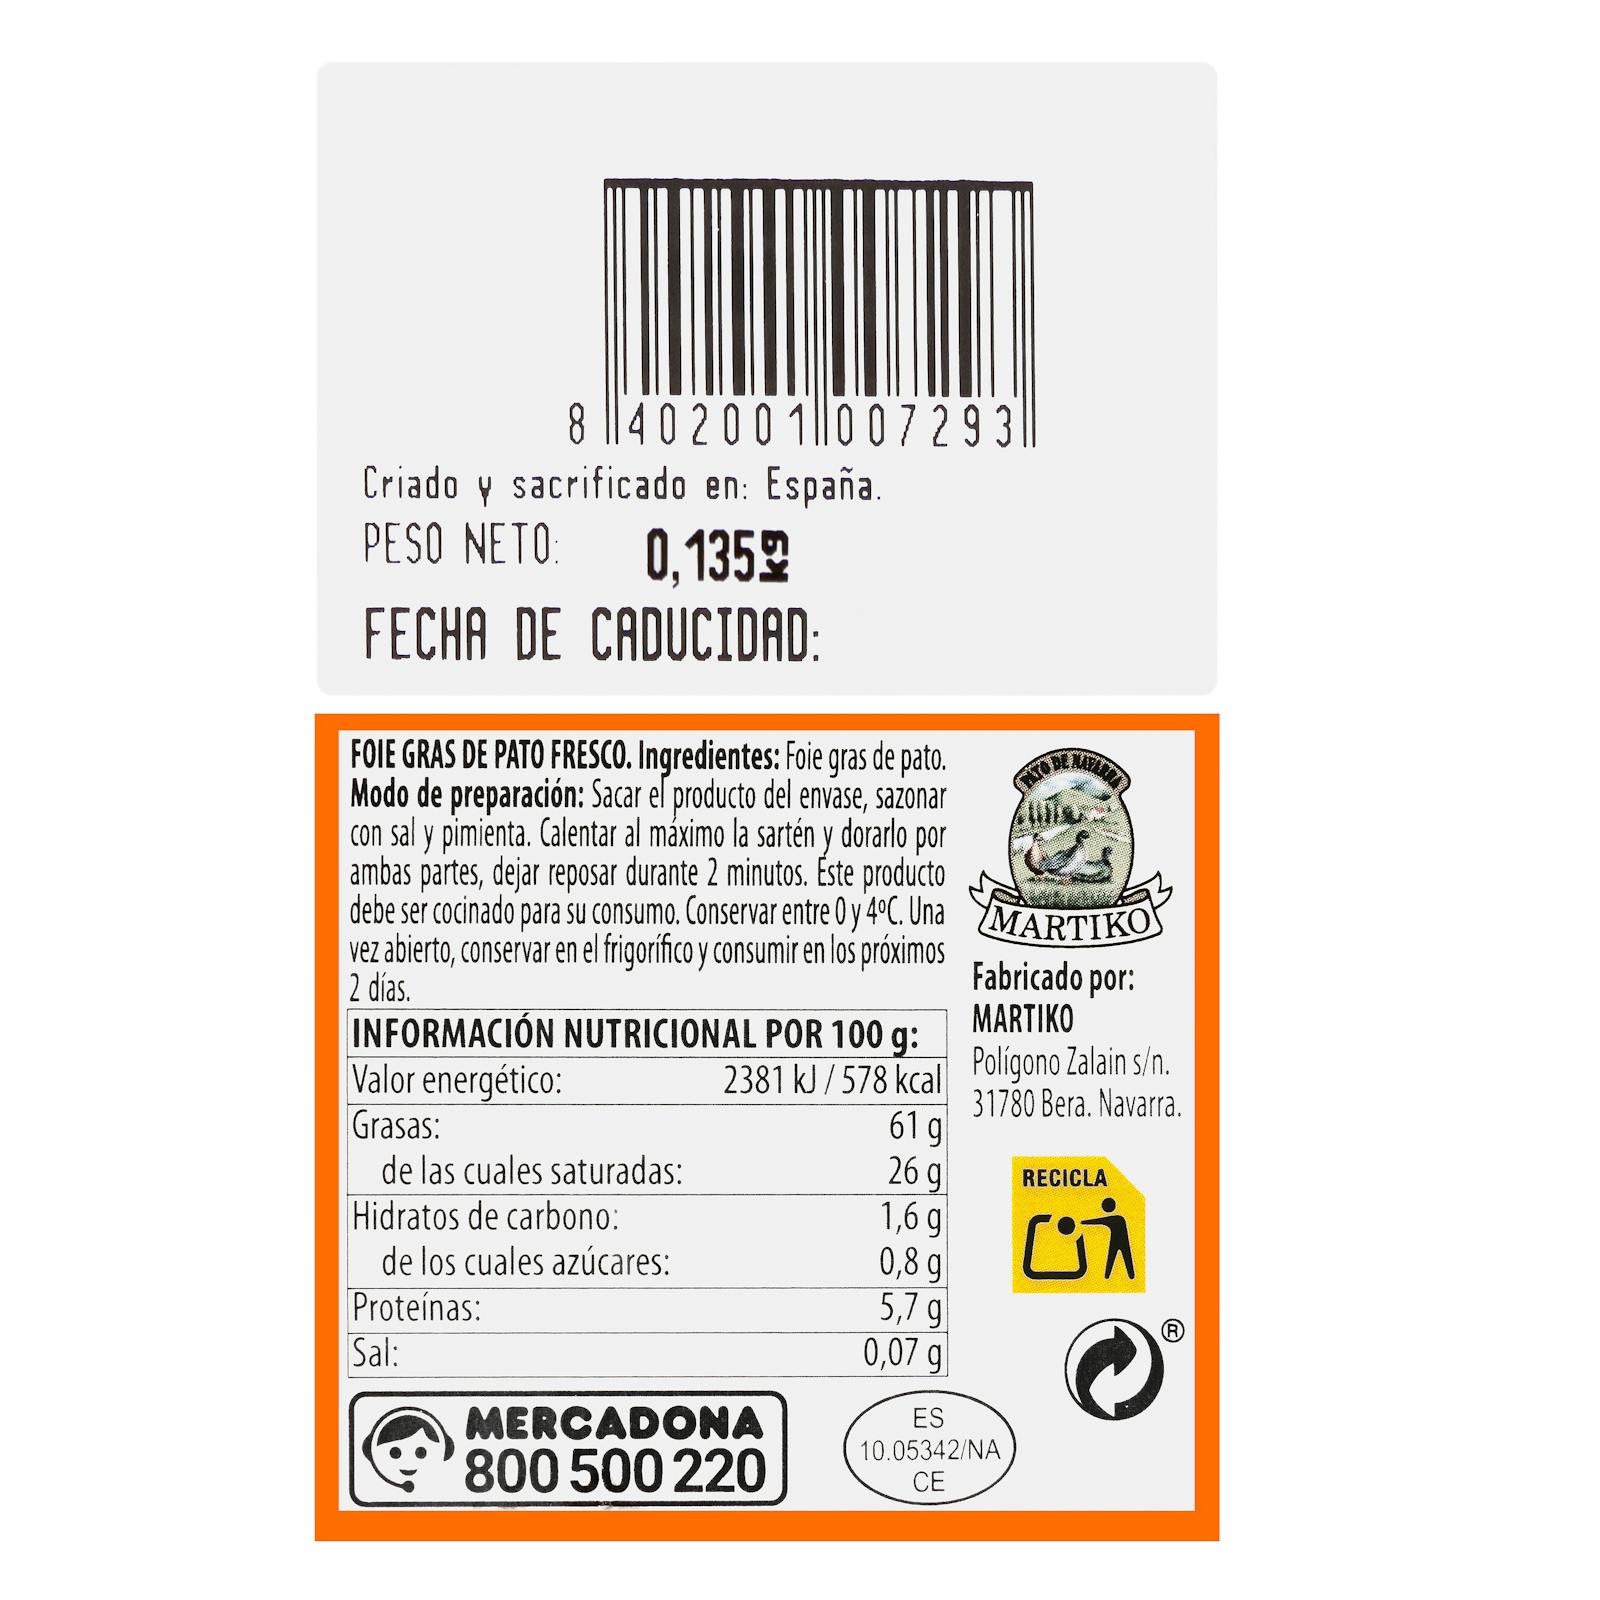 8 402001 007293
Criado y sacrificado en: España.
PESO NETO: 0,135 kg
FECHA DE CADUCIDAD:
FOIE GRAS DE PATO FRESCO. Ingredientes: Foie gras de pato.
Modo de preparación: Sacar el producto del envase, sazonar
con sal y pimienta. Calentar al máximo la sartén y dorarlo por
ambas partes, dejar reposar durante 2 minutos. Este producto
debe ser cocinado para su consumo. Conservar entre 0 y 4ºC. Una
vez abierto, conservar en el frigorífico y consumir en los próximos
2 días.
INFORMACIÓN NUTRICIONAL POR 100 g:
Valor energético: 2381 kJ / 578 kcal
Grasas: 61 g
de las cuales saturadas: 26 g
Hidratos de carbono: 1,6 g
de los cuales azúcares: 0,8 g
Proteínas: 5,7 g
Sal: 0,07 g
MERCADONA
800 500 220
PATO DE NAVARRA
MARTIKO
Fabricado por:
MARTIKO
Polígono Zalain s/n.
31780 Bera. Navarra.
RECICLA
®
ES
10.05342/NA
CE